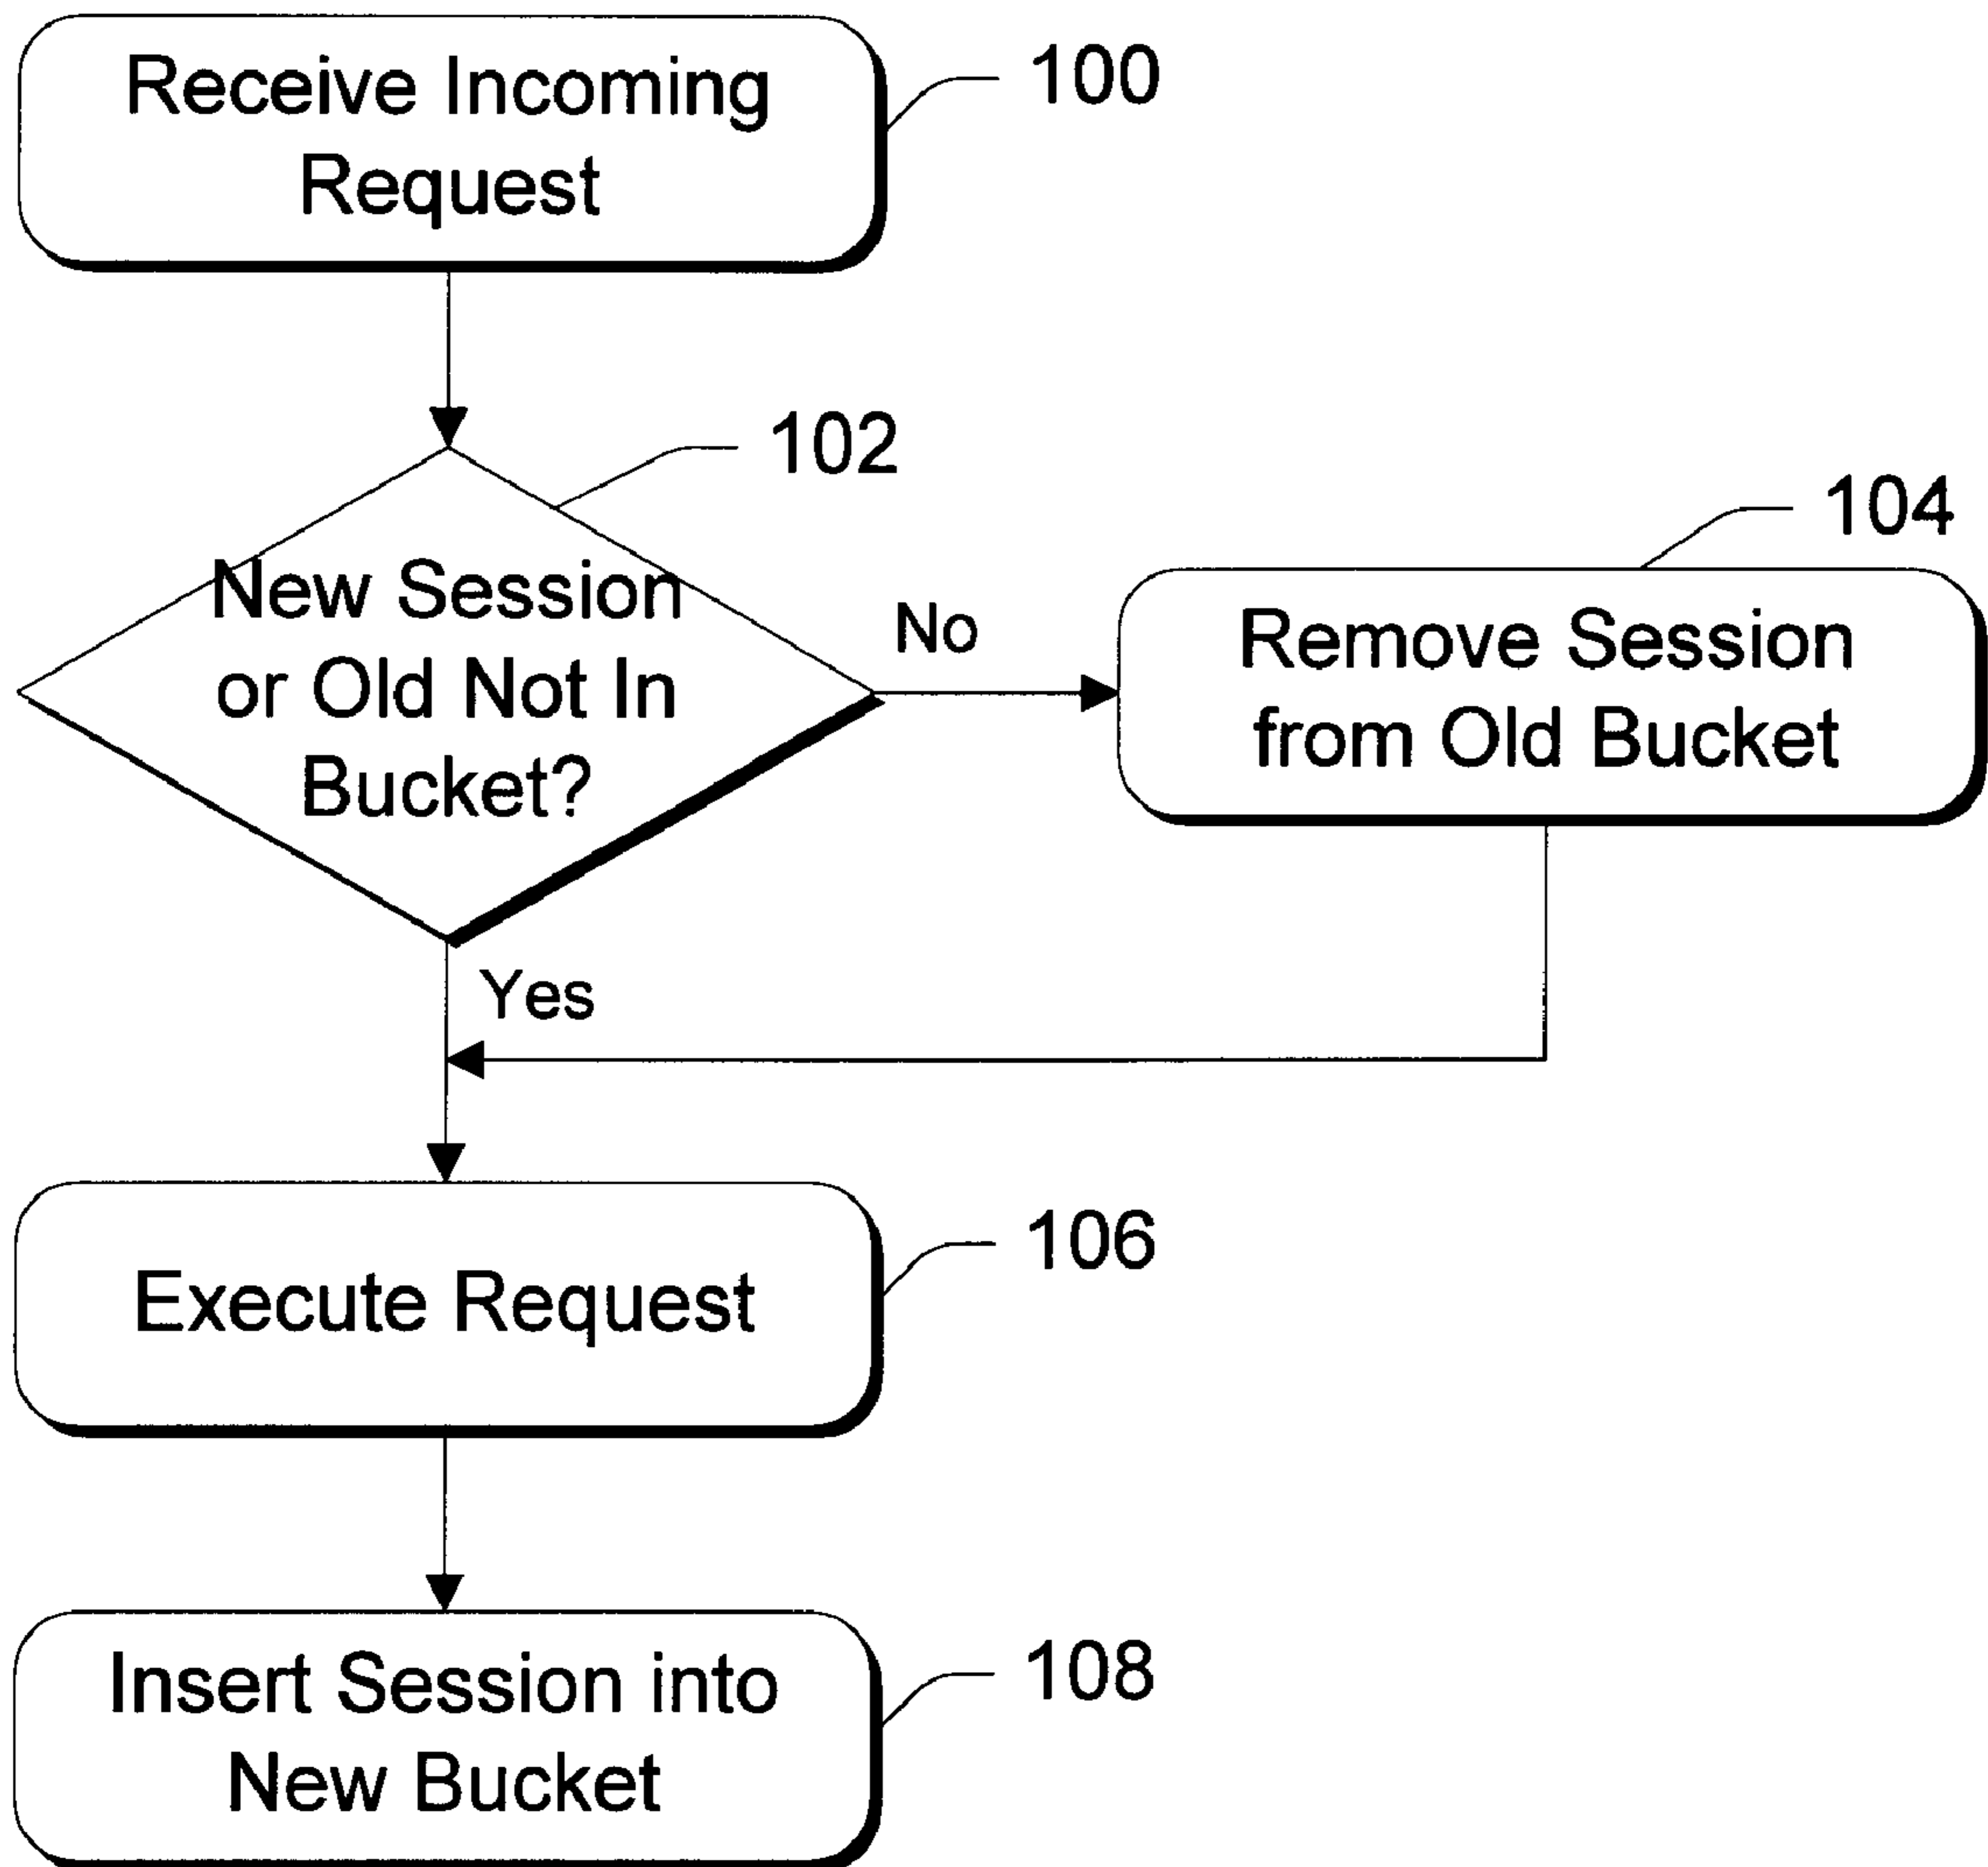 Receive Incoming
Request
100
102
New Session
or Old Not In
Bucket?
No
104
Remove Session
from Old Bucket
Yes
106
Execute Request
108
Insert Session into
New Bucket